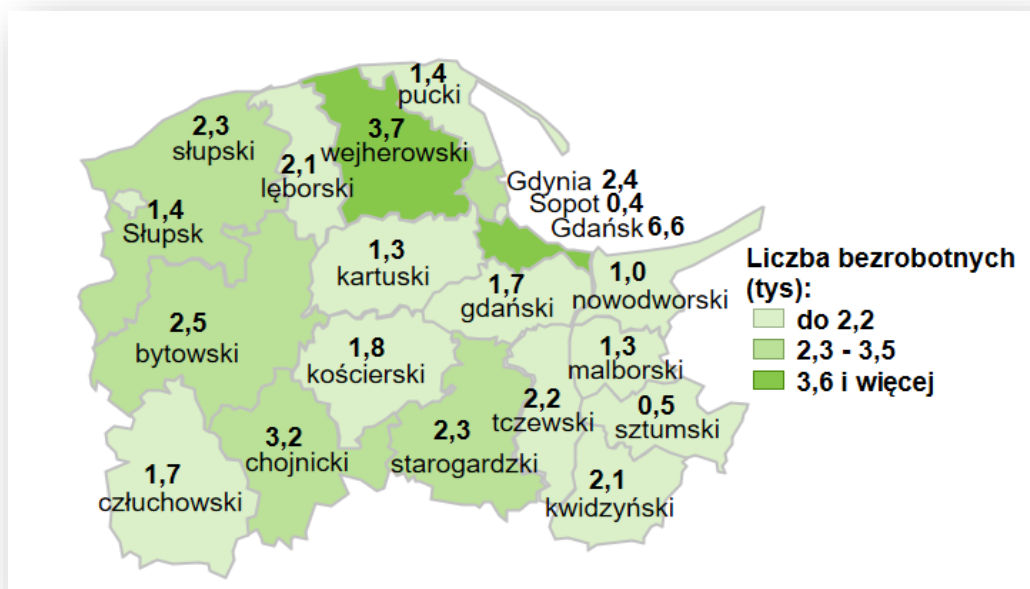 1,4
pucki
2,3
słupski
3,7
wejherowski
2,1
lęborski
Gdynia 2,4
Sopot 0,4
Gdańsk 6,6
1,4
Słupsk
1,3
kartuski
1,7
gdański
1,0
nowodworski
2,5
bytowski
1,8
kościerski
1,3
malborski
2,2
tczewski
0,5
sztumski
3,2
chojnicki
2,3
starogardzki
1,7
człuchowski
2,1
kwidzyński
Liczba bezrobotnych
(tys):
do 2,2
2,3 - 3,5
3,6 i więcej